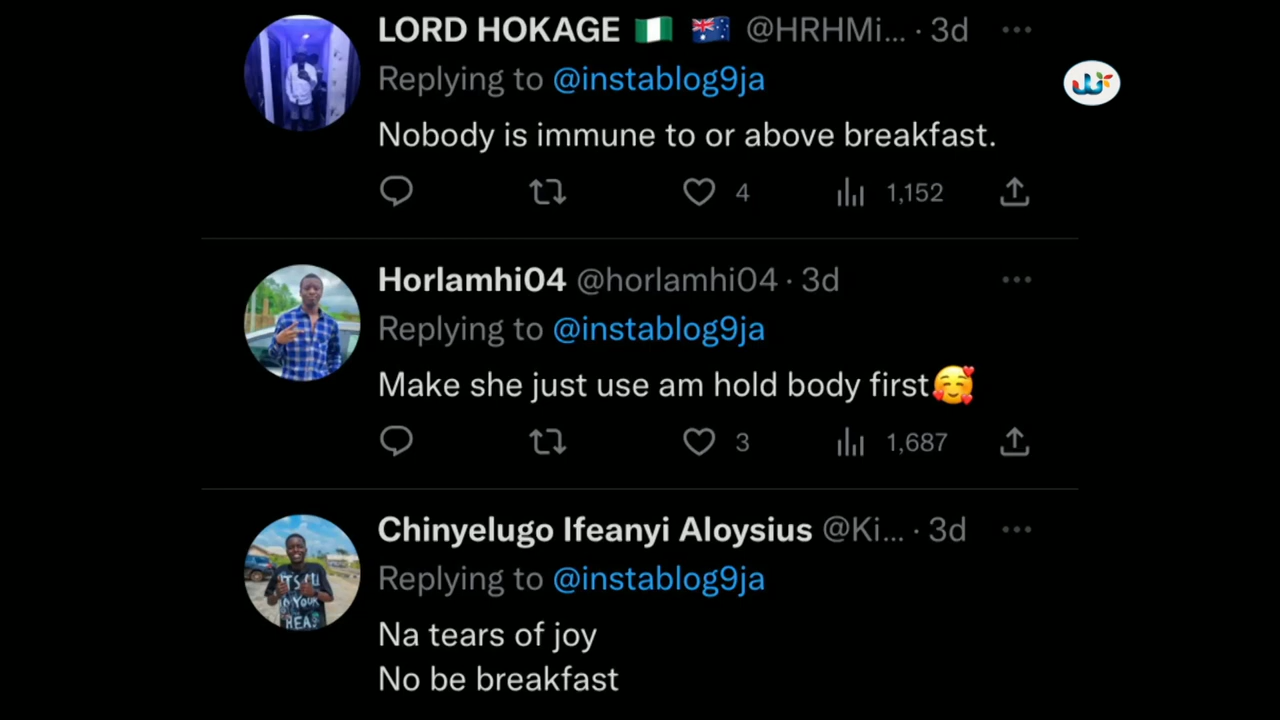 LORD HOKAGE 🇳🇬 🇦🇺 @HRHMi... · 3d
Replying to @instablog9ja
Nobody is immune to or above breakfast.
4 1,152
Horlamhi04 @horlamhi04 · 3d
Replying to @instablog9ja
Make she just use am hold body first🥰
3 1,687
Chinyelugo Ifeanyi Aloysius @Ki... · 3d
Replying to @instablog9ja
Na tears of joy
No be breakfast